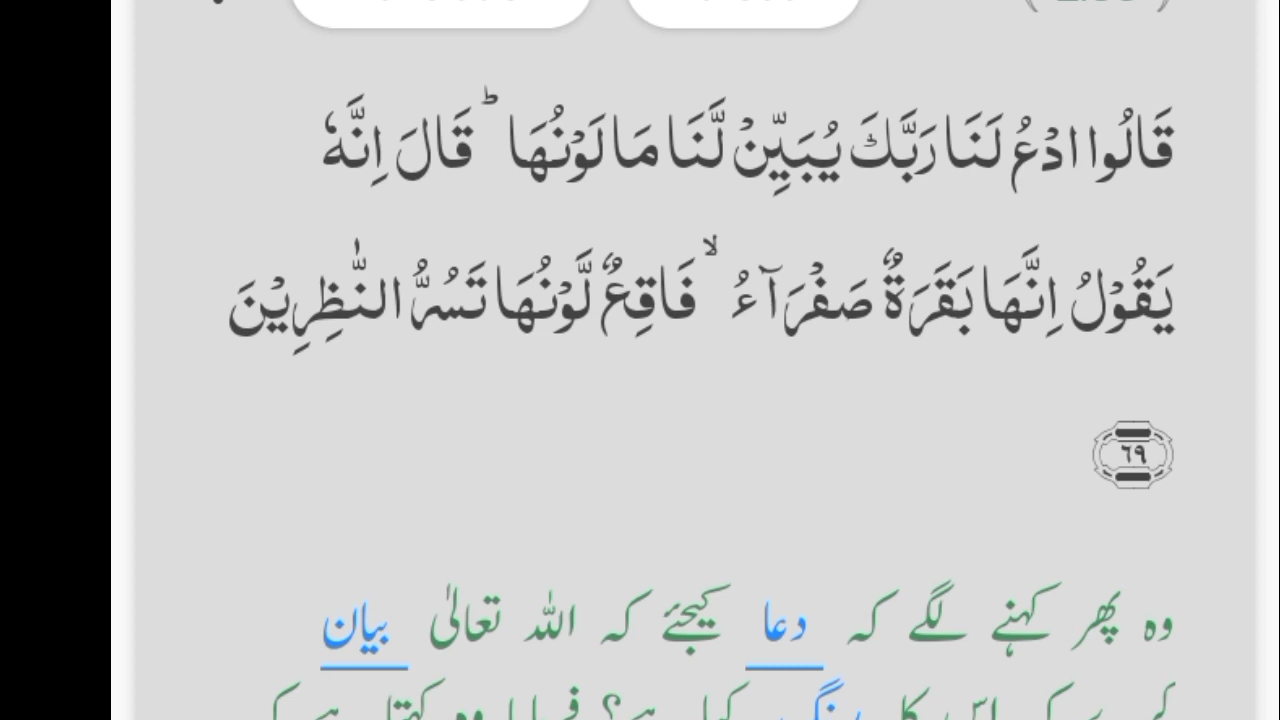 قَالُوا ادْعُ لَنَا رَبَّكَ يُبَيِّنْ لَّنَا مَا لَوْنُهَا ؕ قَالَ اِنَّهٗ
يَقُوْلُ اِنَّهَا بَقَرَةٌ صَفْرَآءُ ۙ فَاقِعٌ لَّوْنُهَا تَسُرُّ النّٰظِرِيْنَ
٦٩
وہ پھر کہنے لگے کہ دعا کیجئے کہ اللہ تعالیٰ بیان